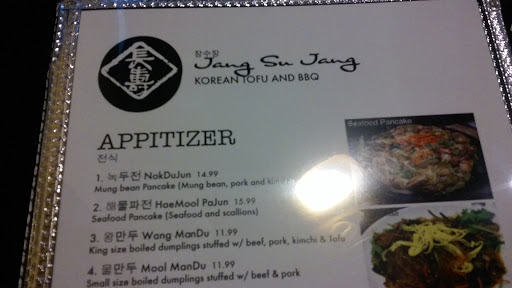 長壽
장수장
Jang Su Jang
KOREAN TOFU AND BBQ
APPITIZER
전식
Seafood Pancake
1. 녹두전 NokDuJun 14.99
Mung bean Pancake (Mung bean, pork and
2. 해물파전 HaeMool PaJun 15.99
Seafood Pancake (Seafood and scallions)
3. 왕만두 Wang ManDu 11.99
King size boiled dumplings stuffed w/ beef, pork, kimchi & Tofu
4. 물만두 Mool ManDu 11.99
Small size boiled dumplings stuffed w/ beef & pork